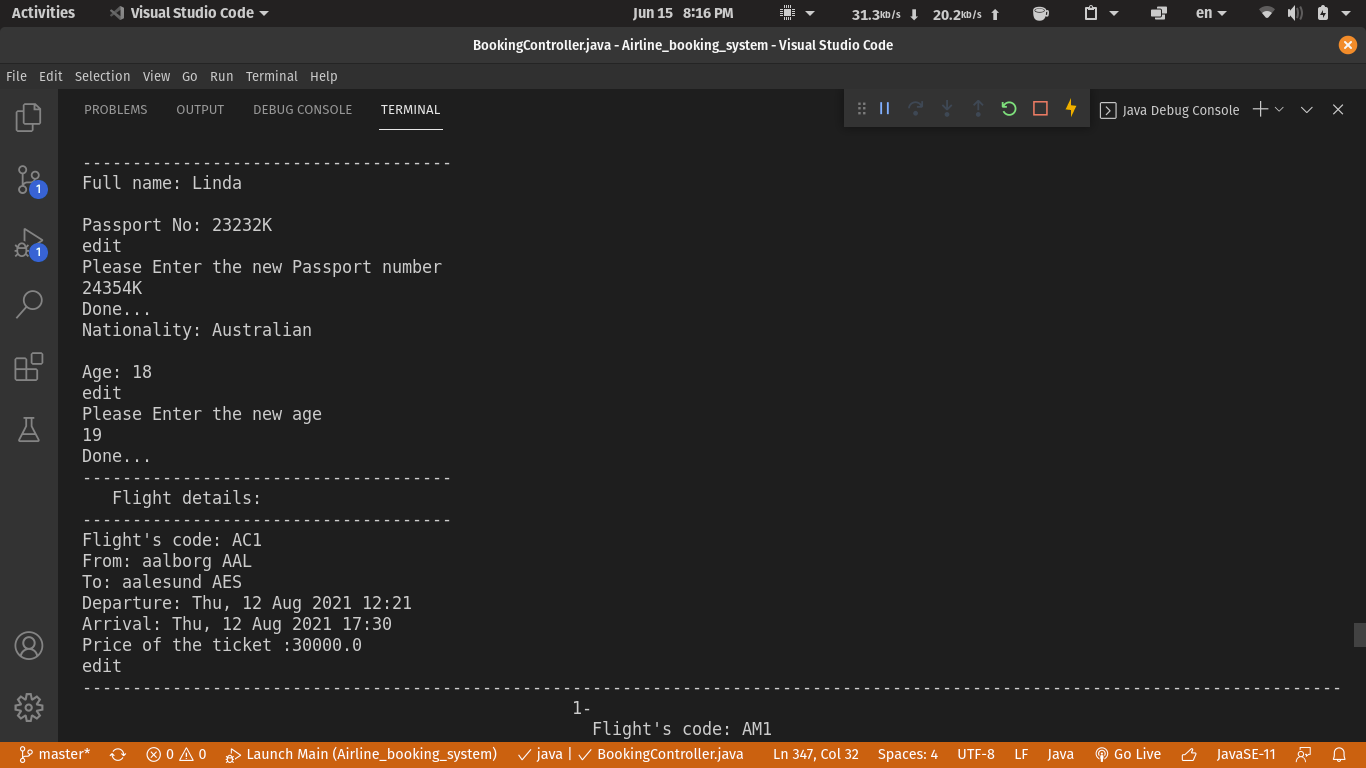 Activities Visual Studio Code Jun 15 8:16 PM 31.3kb/s 20.2kb/s en
BookingController.java - Airline_booking_system - Visual Studio Code
File Edit Selection View Go Run Terminal Help
PROBLEMS OUTPUT DEBUG CONSOLE TERMINAL Java Debug Console
-------------------------------------
Full name: Linda
1
Passport No: 23232K
edit
1
Please Enter the new Passport number
24354K
Done...
Nationality: Australian
Age: 18
edit
Please Enter the new age
19
Done...
-------------------------------------
Flight details:
-------------------------------------
Flight's code: AC1
From: aalborg AAL
To: aalesund AES
Departure: Thu, 12 Aug 2021 12:21
Arrival: Thu, 12 Aug 2021 17:30
Price of the ticket :30000.0
edit
------------------------------------------------------------------------------------------------------------------------------
1-
Flight's code: AM1
master* 0 0 Launch Main (Airline_booking_system) java | BookingController.java Ln 347, Col 32 Spaces: 4 UTF-8 LF Java Go Live JavaSE-11